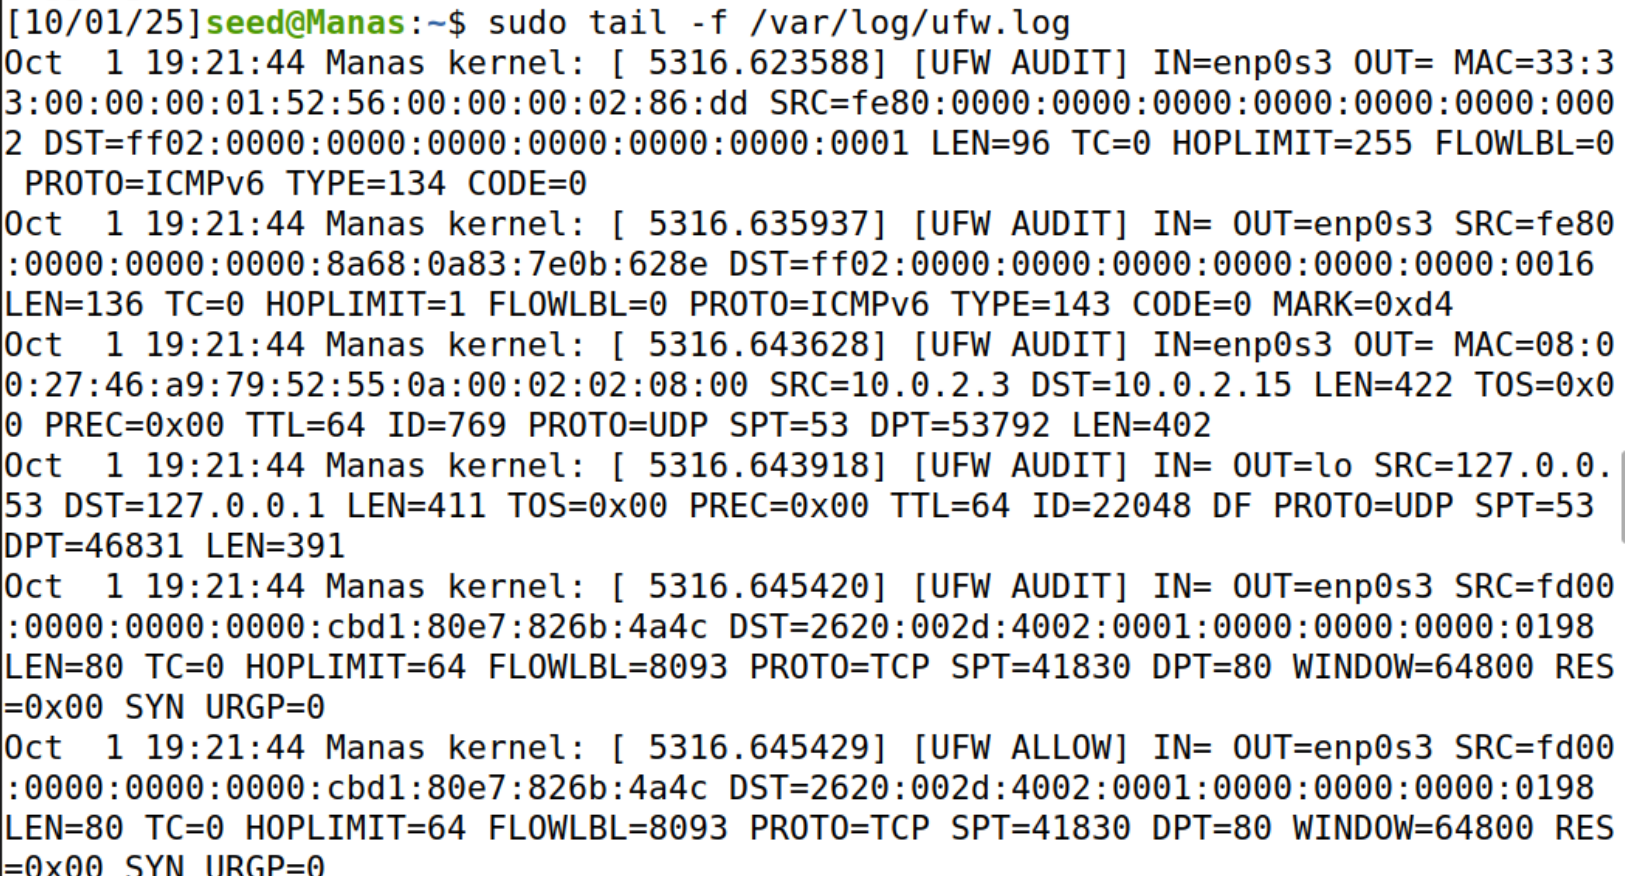 [10/01/25]seed@Manas:~$ sudo tail -f /var/log/ufw.log
Oct  1 19:21:44 Manas kernel: [ 5316.623588] [UFW AUDIT] IN=enp0s3 OUT= MAC=33:3
3:00:00:00:01:52:56:00:00:00:02:86:dd SRC=fe80:0000:0000:0000:0000:0000:0000:000
2 DST=ff02:0000:0000:0000:0000:0000:0000:0001 LEN=96 TC=0 HOPLIMIT=255 FLOWLBL=0
 PROTO=ICMPv6 TYPE=134 CODE=0
Oct  1 19:21:44 Manas kernel: [ 5316.635937] [UFW AUDIT] IN= OUT=enp0s3 SRC=fe80
:0000:0000:0000:8a68:0a83:7e0b:628e DST=ff02:0000:0000:0000:0000:0000:0000:0016
LEN=136 TC=0 HOPLIMIT=1 FLOWLBL=0 PROTO=ICMPv6 TYPE=143 CODE=0 MARK=0xd4
Oct  1 19:21:44 Manas kernel: [ 5316.643628] [UFW AUDIT] IN=enp0s3 OUT= MAC=08:0
0:27:46:a9:79:52:55:0a:00:02:02:08:00 SRC=10.0.2.3 DST=10.0.2.15 LEN=422 TOS=0x0
0 PREC=0x00 TTL=64 ID=769 PROTO=UDP SPT=53 DPT=53792 LEN=402
Oct  1 19:21:44 Manas kernel: [ 5316.643918] [UFW AUDIT] IN= OUT=lo SRC=127.0.0.
53 DST=127.0.0.1 LEN=411 TOS=0x00 PREC=0x00 TTL=64 ID=22048 DF PROTO=UDP SPT=53
DPT=46831 LEN=391
Oct  1 19:21:44 Manas kernel: [ 5316.645420] [UFW AUDIT] IN= OUT=enp0s3 SRC=fd00
:0000:0000:0000:cbd1:80e7:826b:4a4c DST=2620:002d:4002:0001:0000:0000:0000:0198
LEN=80 TC=0 HOPLIMIT=64 FLOWLBL=8093 PROTO=TCP SPT=41830 DPT=80 WINDOW=64800 RES
=0x00 SYN URGP=0
Oct  1 19:21:44 Manas kernel: [ 5316.645429] [UFW ALLOW] IN= OUT=enp0s3 SRC=fd00
:0000:0000:0000:cbd1:80e7:826b:4a4c DST=2620:002d:4002:0001:0000:0000:0000:0198
LEN=80 TC=0 HOPLIMIT=64 FLOWLBL=8093 PROTO=TCP SPT=41830 DPT=80 WINDOW=64800 RES
=0x00 SYN URGP=0